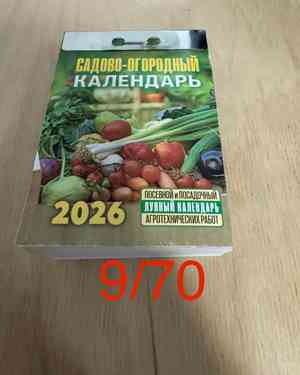 САДОВО-ОГОРОДНЫЙ
КАЛЕНДАРЬ
2026
ПОСЕВНОЙ И ПОСАДОЧНЫЙ
ЛУННЫЙ КАЛЕНДАРЬ
АГРОТЕХНИЧЕСКИХ РАБОТ
9/70